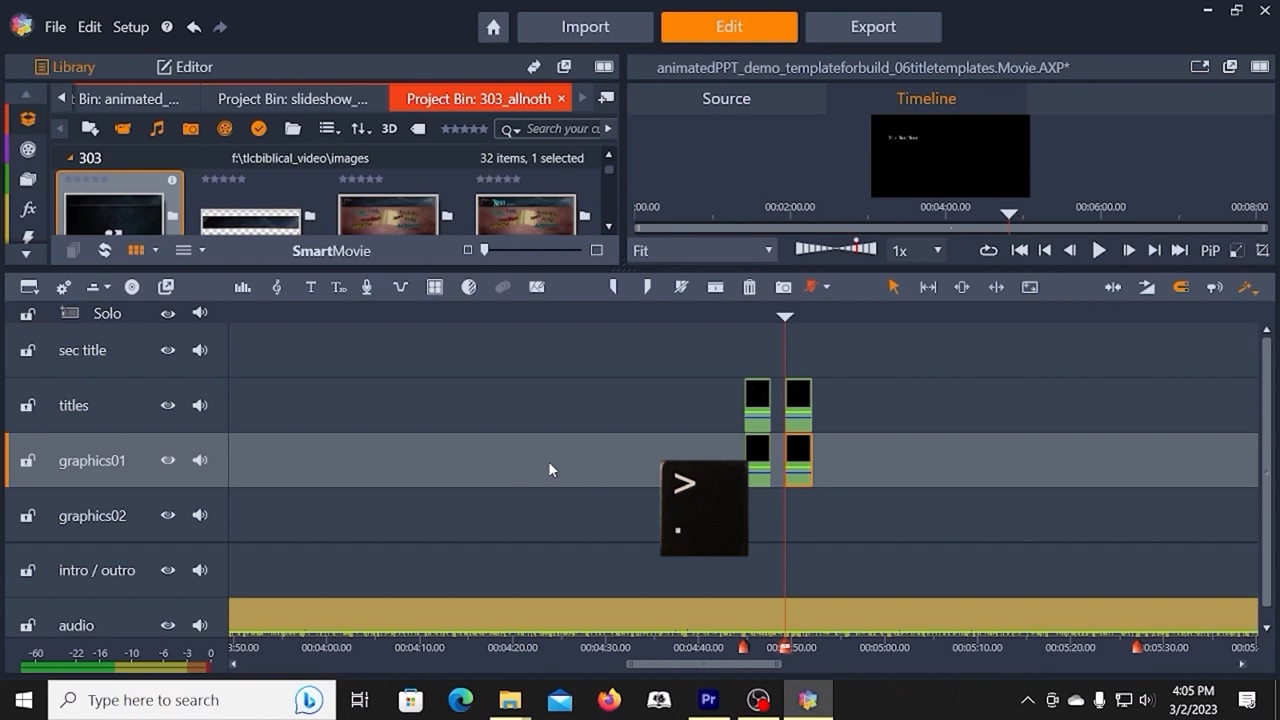 File Edit Setup
Import
Edit
Export
Library
Editor
animatedPPT_demo_templateforbuild_06titletemplates.Movie.AXP*
t Bin: animated_...
Project Bin: slideshow_...
Project Bin: 303_allnoth
Source
Timeline
3D
Search your cu
303
f:\tlcbiblical_video\images
32 items, 1 selected
:00.00
00:02:00.00
00:04:00.00
00:06:00.00
00:08:00
SmartMovie
Fit
1x
PiP
Solo
sec title
titles
graphics01
>
.
graphics02
intro / outro
audio
-60 -22 -16 -10 -6 -3 0
3:50.00
00:04:00.00
00:04:10.00
00:04:20.00
00:04:30.00
00:04:40.00
00:05:00.00
00:05:10.00
00:05:20.00
00:05:
Type here to search
Pr
4:05 PM
3/2/2023